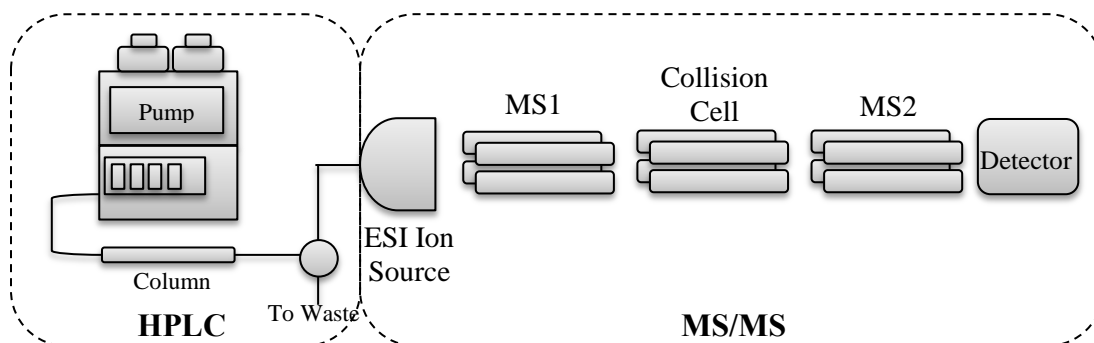 Pump
Column
To Waste
HPLC
ESI Ion
Source
MS1
Collision
Cell
MS2
Detector
MS/MS